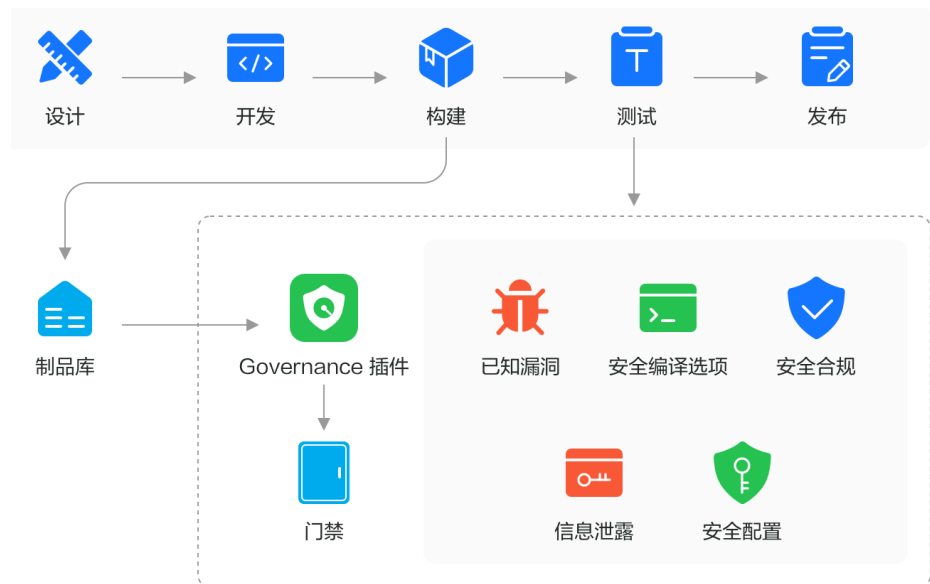 设计
开发
构建
测试
发布
制品库
Governance 插件
已知漏洞
安全编译选项
安全合规
门禁
信息泄露
安全配置